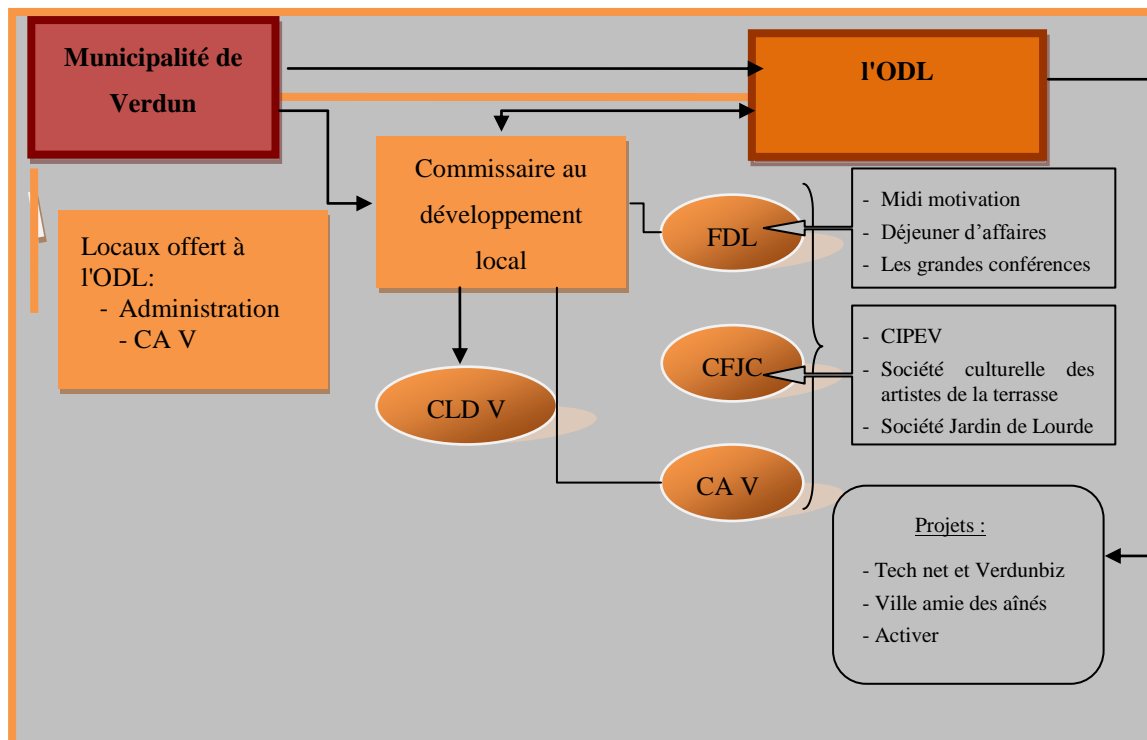 Municipalité de
Verdun
l'ODL
Commissaire au
développement
local
Locaux offert à
l'ODL:
- Administration
- CA V
FDL
CFJC
CA V
CLD V
- Midi motivation
- Déjeuner d'affaires
- Les grandes conférences
- CIPEV
- Société culturelle des
artistes de la terrasse
- Société Jardin de Lourde
Projets :
- Tech net et Verdunbiz
- Ville amie des aînés
- Activer